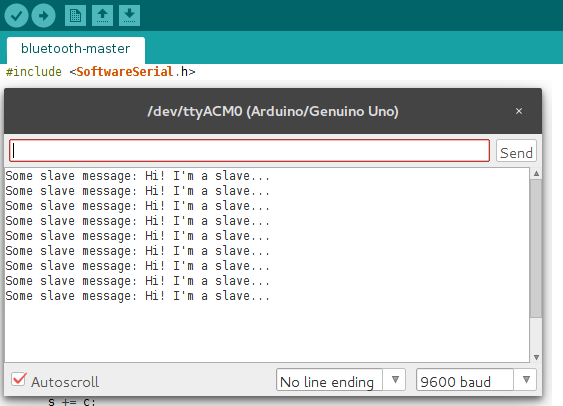 bluetooth-master
#include <SoftwareSerial.h>
/dev/ttyACM0 (Arduino/Genuino Uno)
×
Send
Some slave message: Hi! I'm a slave...
Some slave message: Hi! I'm a slave...
Some slave message: Hi! I'm a slave...
Some slave message: Hi! I'm a slave...
Some slave message: Hi! I'm a slave...
Some slave message: Hi! I'm a slave...
Some slave message: Hi! I'm a slave...
Some slave message: Hi! I'm a slave...
Some slave message: Hi! I'm a slave...
Autoscroll
No line ending
9600 baud
s += c;